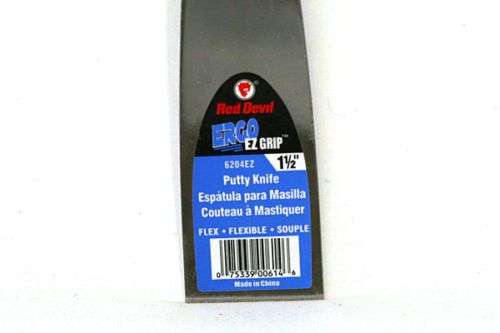 Red Devil
ERGO
EZ GRIP™
6204EZ
1½"
Putty Knife
Espátula para Masilla
Couteau à Mastiquer
FLEX • FLEXIBLE • SOUPLE
0 75339 00614 6
Made in China